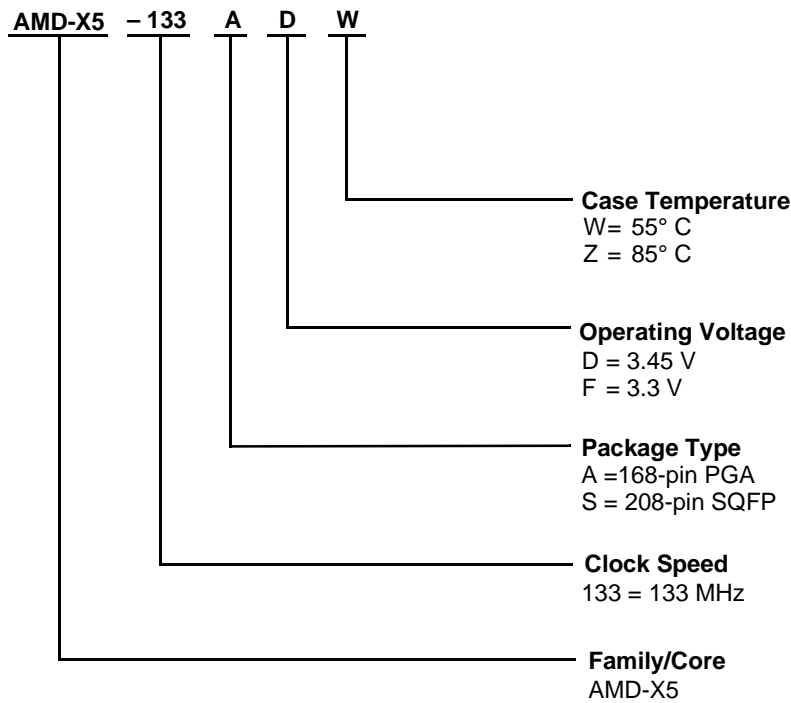 AMD-X5 – 133 A D W
Case Temperature
W= 55° C
Z = 85° C
Operating Voltage
D = 3.45 V
F = 3.3 V
Package Type
A =168-pin PGA
S = 208-pin SQFP
Clock Speed
133 = 133 MHz
Family/Core
AMD-X5